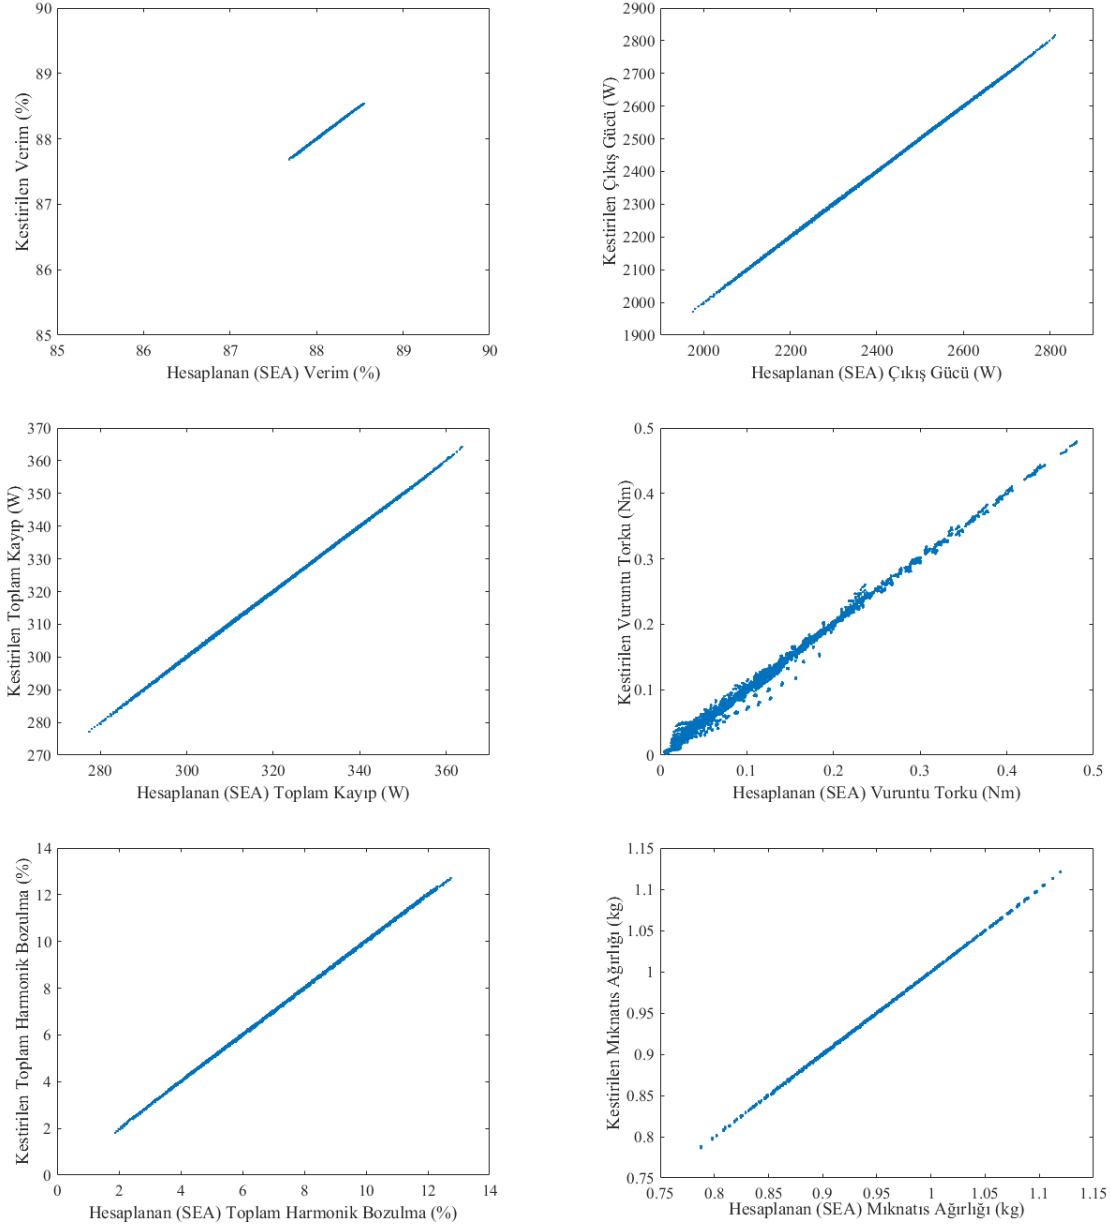 90
89
88
87
86
85
85 86 87 88 89 90
Kestirilen Verim (%)
Hesaplanan (SEA) Verim (%)
2900
2800
2700
2600
2500
2400
2300
2200
2100
2000
1900
2000 2200 2400 2600 2800
Kestirilen Çıkış Gücü (W)
Hesaplanan (SEA) Çıkış Gücü (W)
370
360
350
340
330
320
310
300
290
280
270
280 300 320 340 360
Kestirilen Toplam Kayıp (W)
Hesaplanan (SEA) Toplam Kayıp (W)
0.5
0.4
0.3
0.2
0.1
0
0 0.1 0.2 0.3 0.4 0.5
Kestirilen Vuruntu Torku (Nm)
Hesaplanan (SEA) Vuruntu Torku (Nm)
14
12
10
8
6
4
2
0
0 2 4 6 8 10 12 14
Kestirilen Toplam Harmonik Bozulma (%)
Hesaplanan (SEA) Toplam Harmonik Bozulma (%)
1.15
1.1
1.05
1
0.95
0.9
0.85
0.8
0.75
0.75 0.8 0.85 0.9 0.95 1 1.05 1.1 1.15
Kestirilen Mıknatıs Ağırlığı (kg)
Hesaplanan (SEA) Mıknatıs Ağırlığı (kg)